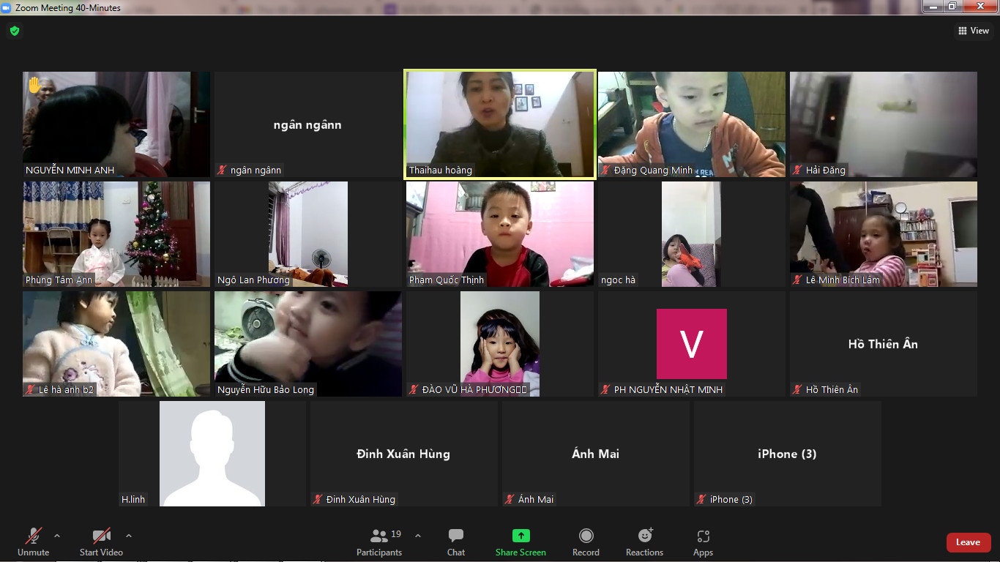 Zoom Meeting 40-Minutes
View
NGUYỄN MINH ANH
ngân ngânn
ngân ngânn
Thaihau hoàng
Đặng Quang Minh
Hải Đăng
Phùng Tâm Ann
Ngô Lan Phương
Phạm Quốc Thịnh
ngoc hà
Lê Minh Bích Lâm
Lê hà anh b2
Nguyễn Hữu Bảo Long
ĐÀO VŨ HÀ PHƯƠNG
V
PH NGUYỄN NHẬT MINH
Hồ Thiên Ân
Hồ Thiên Ân
H.linh
Đinh Xuân Hùng
Đinh Xuân Hùng
Ánh Mai
Ánh Mai
iPhone (3)
iPhone (3)
Unmute
Start Video
19
Participants
Chat
Share Screen
Record
Reactions
Apps
Leave